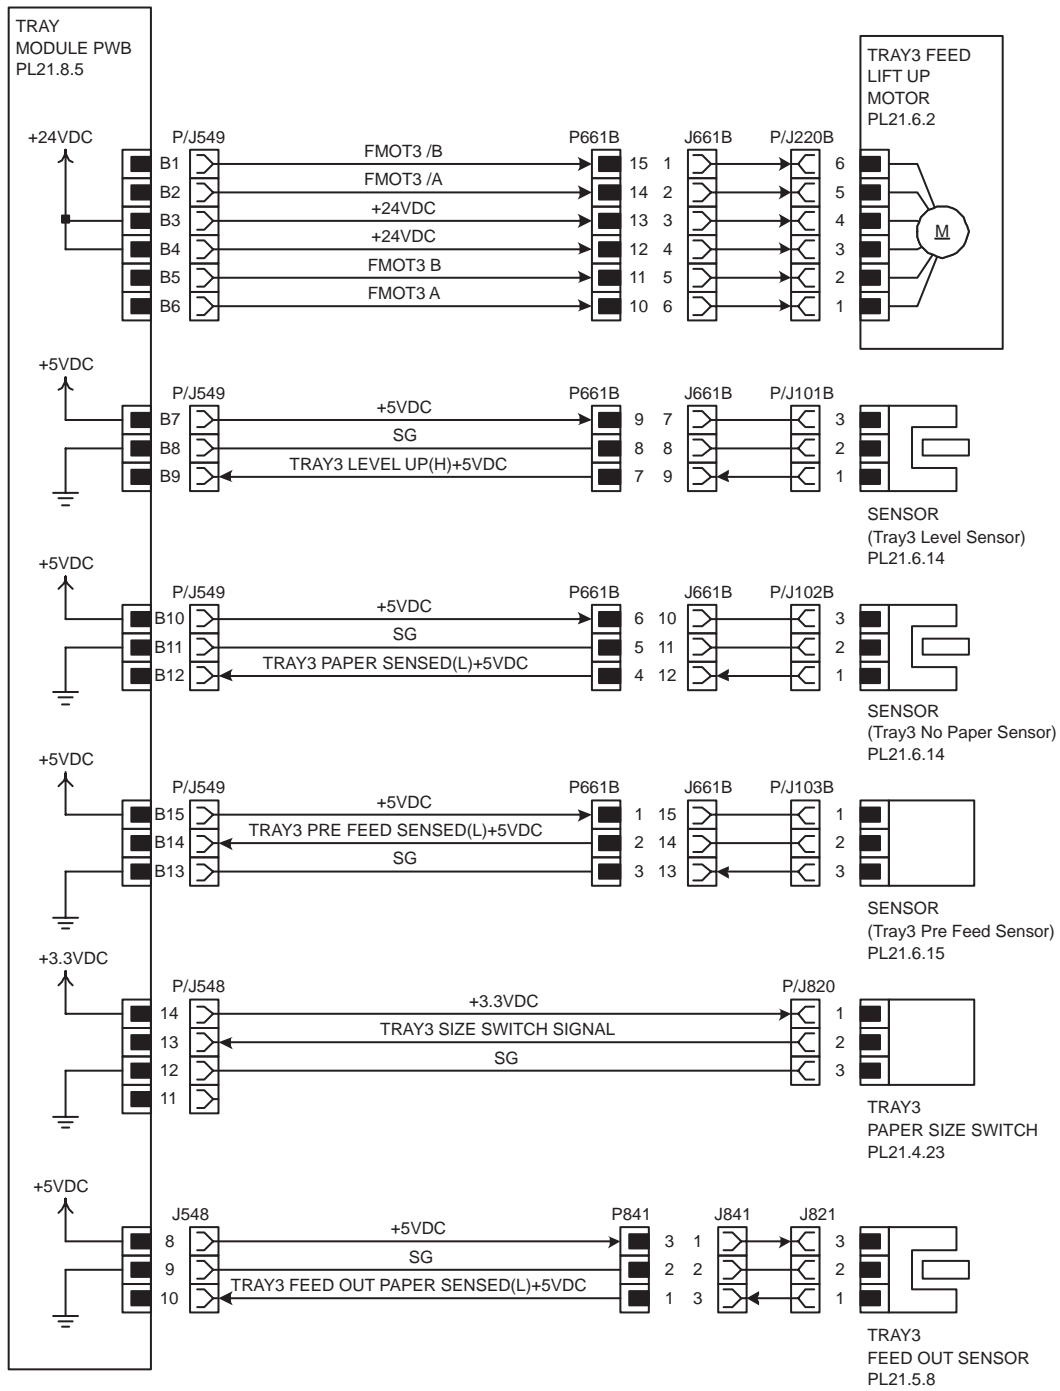 TRAY
MODULE PWB
PL21.8.5
TRAY3 FEED
LIFT UP
MOTOR
PL21.6.2
+24VDC P/J549 P661B J661B P/J220B
B1 FMOT3 /B 15 1 6
B2 FMOT3 /A 14 2 5
B3 +24VDC 13 3 4
M
B4 +24VDC 12 4 3
B5 FMOT3 B 11 5 2
B6 FMOT3 A 10 6 1
+5VDC
P/J549 P661B J661B P/J101B
B7 +5VDC 9 7 3
B8 SG 8 8 2
B9 TRAY3 LEVEL UP(H)+5VDC 7 9 1
SENSOR
(Tray3 Level Sensor)
PL21.6.14
+5VDC
P/J549 P661B J661B P/J102B
B10 +5VDC 6 10 3
B11 SG 5 11 2
B12 TRAY3 PAPER SENSED(L)+5VDC 4 12 1
SENSOR
(Tray3 No Paper Sensor)
PL21.6.14
+5VDC
P/J549 P661B J661B P/J103B
B15 +5VDC 1 15 1
B14 TRAY3 PRE FEED SENSED(L)+5VDC 2 14 2
B13 SG 3 13 3
SENSOR
(Tray3 Pre Feed Sensor)
PL21.6.15
+3.3VDC
P/J548 P/J820
14 +3.3VDC 1
13 TRAY3 SIZE SWITCH SIGNAL 2
12 SG 3
11
TRAY3
PAPER SIZE SWITCH
PL21.4.23
+5VDC
J548 P841 J841 J821
8 +5VDC 3 1 3
9 SG 2 2 2
10 TRAY3 FEED OUT PAPER SENSED(L)+5VDC 1 3 1
TRAY3
FEED OUT SENSOR
PL21.5.8